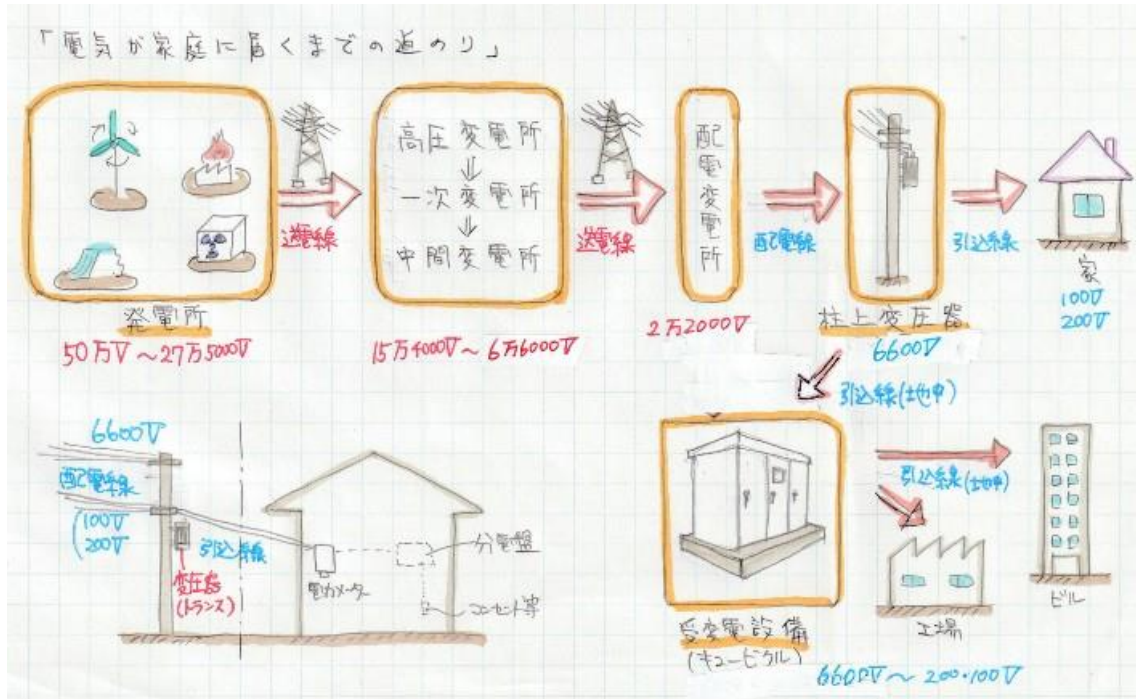 「電気が家庭に届くまでの道のり」
発電所
50万V～27万5000V
送電線
高圧変電所
⇓
一次変電所
↓
中間変電所
15万4000V～6万6000V
送電線
配電変電所
2万2000V
配電線
柱上変圧器
6600V
引込線
家
100V
200V
引込線(地中)
受変電設備
(キュービクル)
6600V～200・100V
引込線(地中)
工場
ビル
6600V
配電線
100V
200V
変圧器
(トランス)
引込線
電力メーター
分電盤
コンセント等